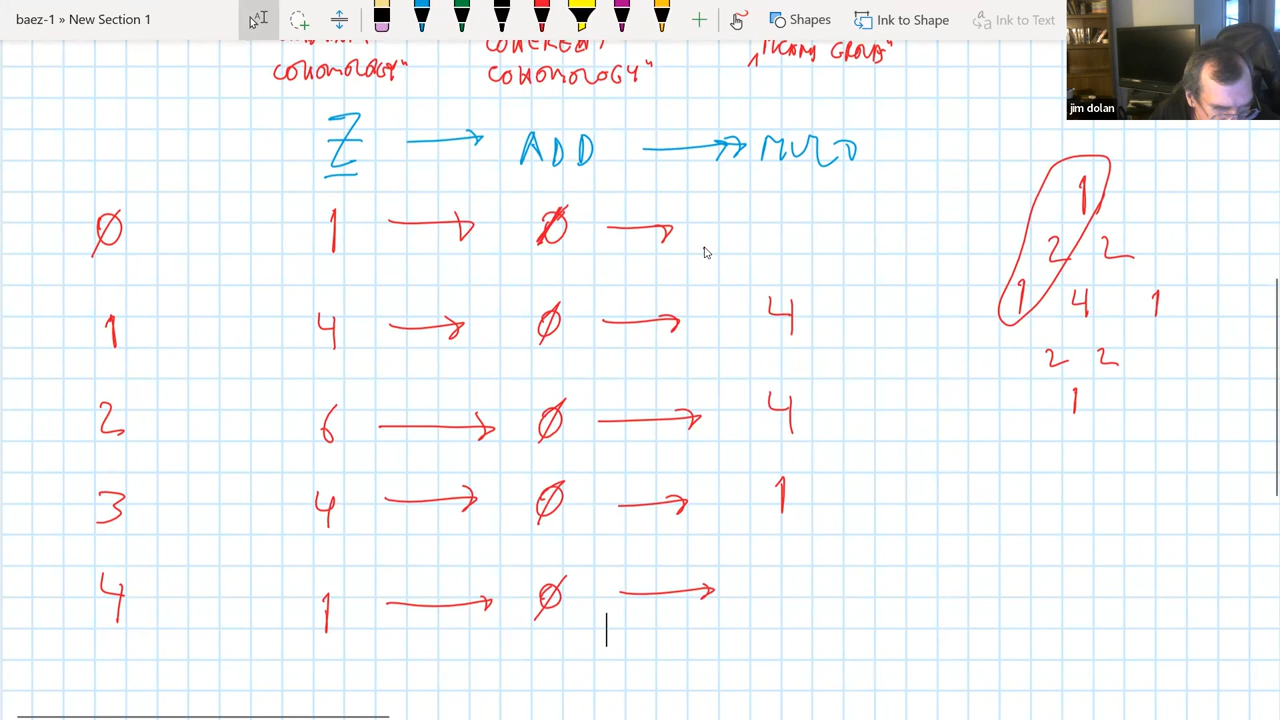 baez-1 » New Section 1
Shapes
Ink to Shape
Ink to Text
jim dolan
COHOMOLOGY"
COHERENT
COHOMOLOGY"
GROUPS"
Z → ADD ↠ MULT
∅ 1 → ∅ →
1 4 → ∅ → 4
2 6 → ∅ → 4
3 4 → ∅ → 1
4 1 → ∅ →
1
2 2
1 4 1
2 2
1